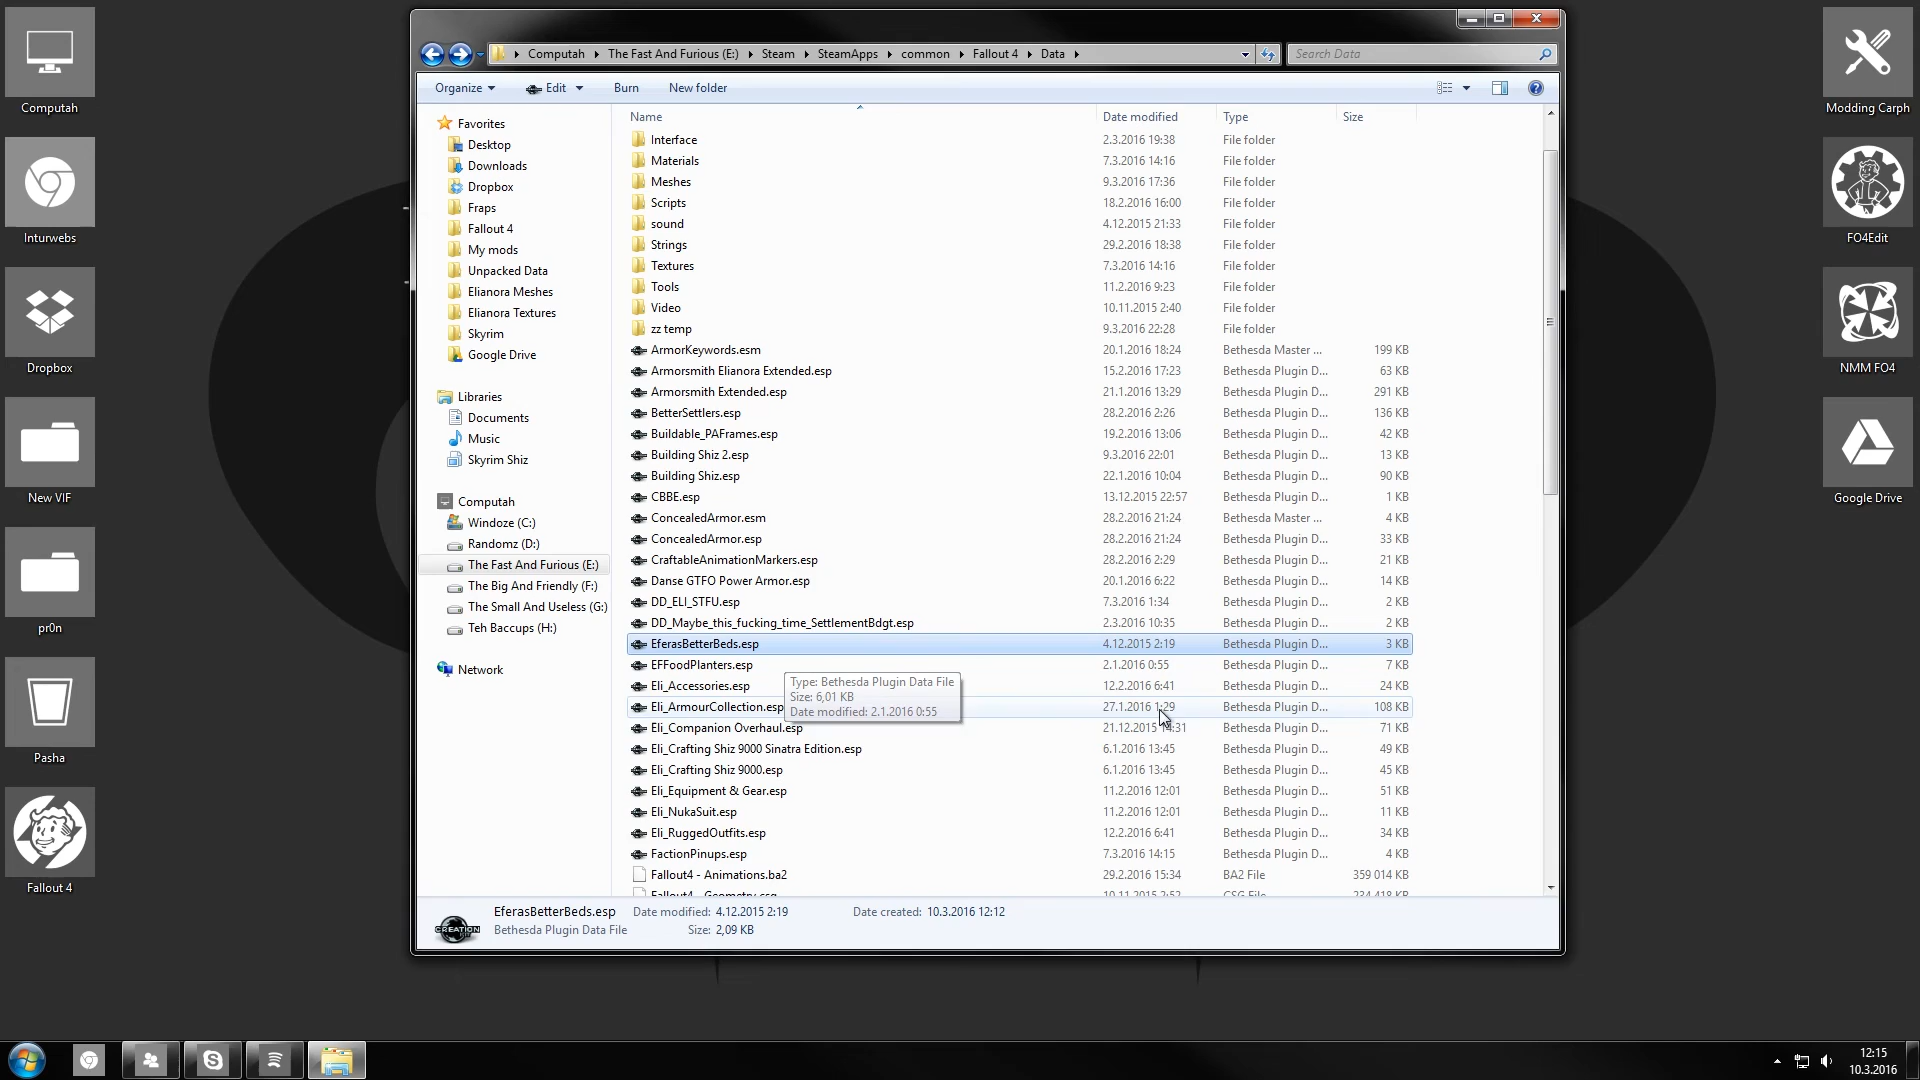 Computah
Inturwebs
Dropbox
New VIF
pr0n
Pasha
Fallout 4
Computah The Fast And Furious (E:) Steam SteamApps common Fallout 4 Data
Search Data
Organize Edit Burn New folder
Favorites
Desktop
Downloads
Dropbox
Fraps
Fallout 4
My mods
Unpacked Data
Elianora Meshes
Elianora Textures
Skyrim
Google Drive
Libraries
Documents
Music
Skyrim Shiz
Computah
Windoze (C:)
Randomz (D:)
The Fast And Furious (E:)
The Big And Friendly (F:)
The Small And Useless (G:)
Teh Baccups (H:)
Network
Name Date modified Type Size
Interface 2.3.2016 19:38 File folder
Materials 7.3.2016 14:16 File folder
Meshes 9.3.2016 17:36 File folder
Scripts 18.2.2016 16:00 File folder
sound 4.12.2015 21:33 File folder
Strings 29.2.2016 18:38 File folder
Textures 7.3.2016 14:16 File folder
Tools 11.2.2016 9:23 File folder
Video 10.11.2015 2:40 File folder
zz temp 9.3.2016 22:28 File folder
ArmorKeywords.esm 20.1.2016 18:24 Bethesda Master ... 199 KB
Armorsmith Elianora Extended.esp 15.2.2016 17:23 Bethesda Plugin D... 63 KB
Armorsmith Extended.esp 21.1.2016 13:29 Bethesda Plugin D... 291 KB
BetterSettlers.esp 28.2.2016 2:26 Bethesda Plugin D... 136 KB
Buildable_PAFrames.esp 19.2.2016 13:06 Bethesda Plugin D... 42 KB
Building Shiz 2.esp 9.3.2016 22:01 Bethesda Plugin D... 13 KB
Building Shiz.esp 22.1.2016 10:04 Bethesda Plugin D... 90 KB
CBBE.esp 13.12.2015 22:57 Bethesda Plugin D... 1 KB
ConcealedArmor.esm 28.2.2016 21:24 Bethesda Master ... 4 KB
ConcealedArmor.esp 28.2.2016 21:24 Bethesda Plugin D... 33 KB
CraftableAnimationMarkers.esp 28.2.2016 2:29 Bethesda Plugin D... 21 KB
Danse GTFO Power Armor.esp 20.1.2016 6:22 Bethesda Plugin D... 14 KB
DD_ELI_STFU.esp 7.3.2016 1:34 Bethesda Plugin D... 2 KB
DD_Maybe_this_fucking_time_SettlementBdgt.esp 2.3.2016 10:35 Bethesda Plugin D... 2 KB
EferasBetterBeds.esp 4.12.2015 2:19 Bethesda Plugin D... 3 KB
EFFoodPlanters.esp 2.1.2016 0:55 Bethesda Plugin D... 7 KB
Eli_Accessories.esp 12.2.2016 6:41 Bethesda Plugin D... 24 KB
Eli_ArmourCollection.esp 27.1.2016 1:29 Bethesda Plugin D... 108 KB
Eli_Companion Overhaul.esp 21.12.2015 14:31 Bethesda Plugin D... 71 KB
Eli_Crafting Shiz 9000 Sinatra Edition.esp 6.1.2016 13:45 Bethesda Plugin D... 49 KB
Eli_Crafting Shiz 9000.esp 6.1.2016 13:45 Bethesda Plugin D... 45 KB
Eli_Equipment & Gear.esp 11.2.2016 12:01 Bethesda Plugin D... 51 KB
Eli_NukaSuit.esp 11.2.2016 12:01 Bethesda Plugin D... 11 KB
Eli_RuggedOutfits.esp 12.2.2016 6:41 Bethesda Plugin D... 34 KB
FactionPinups.esp 7.3.2016 14:15 Bethesda Plugin D... 4 KB
Fallout4 - Animations.ba2 29.2.2016 15:34 BA2 File 359 014 KB
Fallout4 - Geometry.csg 10.11.2015 2:52 CSG File 234 418 KB
Type: Bethesda Plugin Data File
Size: 6,01 KB
Date modified: 2.1.2016 0:55
CREATION
EferasBetterBeds.esp Date modified: 4.12.2015 2:19 Date created: 10.3.2016 12:12
Bethesda Plugin Data File Size: 2,09 KB
Modding Carph
FO4Edit
NMM FO4
Google Drive
12:15
10.3.2016